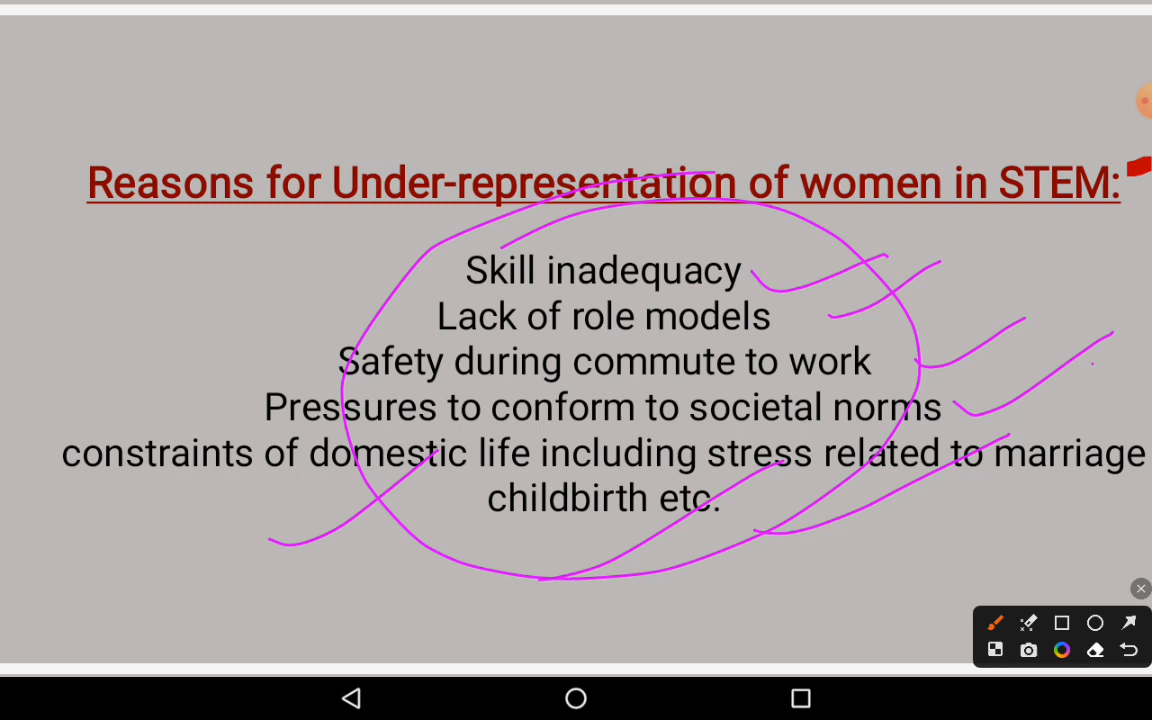 Reasons for Under-representation of women in STEM:
Skill inadequacy
Lack of role models
Safety during commute to work
Pressures to conform to societal norms
constraints of domestic life including stress related to marriage
childbirth etc.